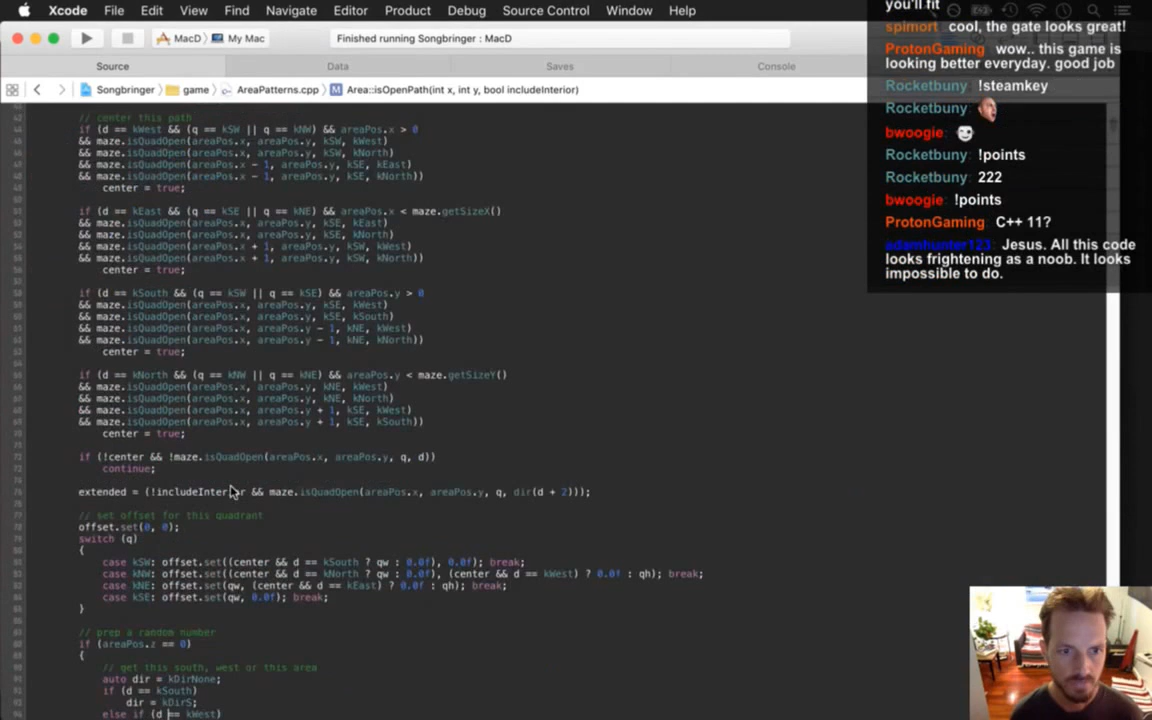 Xcode File Edit View Find Navigate Editor Product Debug Source Control Window Help
MacD My Mac Finished running Songbringer : MacD
Source Data Saves Console
Songbringer game AreaPatterns.cpp M Area::isOpenPath(int x, int y, bool includeInterior)
// center this path
if (d == kWest && (q == kSW || q == kNW) && areaPos.x > 0
&& maze.isQuadOpen(areaPos.x, areaPos.y, kSW, kWest)
&& maze.isQuadOpen(areaPos.x, areaPos.y, kSW, kNorth)
&& maze.isQuadOpen(areaPos.x - 1, areaPos.y, kSE, kEast)
&& maze.isQuadOpen(areaPos.x - 1, areaPos.y, kSE, kNorth))
center = true;
if (d == kEast && (q == kSE || q == kNE) && areaPos.x < maze.getSizeX()
&& maze.isQuadOpen(areaPos.x, areaPos.y, kSE, kEast)
&& maze.isQuadOpen(areaPos.x, areaPos.y, kSE, kNorth)
&& maze.isQuadOpen(areaPos.x + 1, areaPos.y, kSW, kWest)
&& maze.isQuadOpen(areaPos.x + 1, areaPos.y, kSW, kNorth))
center = true;
if (d == kSouth && (q == kSW || q == kSE) && areaPos.y > 0
&& maze.isQuadOpen(areaPos.x, areaPos.y, kSE, kWest)
&& maze.isQuadOpen(areaPos.x, areaPos.y, kSE, kSouth)
&& maze.isQuadOpen(areaPos.x, areaPos.y - 1, kNE, kWest)
&& maze.isQuadOpen(areaPos.x, areaPos.y - 1, kNE, kNorth))
center = true;
if (d == kNorth && (q == kNW || q == kNE) && areaPos.y < maze.getSizeY()
&& maze.isQuadOpen(areaPos.x, areaPos.y, kNE, kWest)
&& maze.isQuadOpen(areaPos.x, areaPos.y, kNE, kNorth)
&& maze.isQuadOpen(areaPos.x, areaPos.y + 1, kSE, kWest)
&& maze.isQuadOpen(areaPos.x, areaPos.y + 1, kSE, kSouth))
center = true;
if (!center && !maze.isQuadOpen(areaPos.x, areaPos.y, q, d))
continue;
extended = (!includeInterior && maze.isQuadOpen(areaPos.x, areaPos.y, q, dir(d + 2)));
// set offset for this quadrant
offset.set(0, 0);
switch (q)
{
case kSW: offset.set((center && d == kSouth ? qw : 0.0f), 0.0f); break;
case kNW: offset.set((center && d == kNorth ? qw : 0.0f), (center && d == kWest) ? 0.0f : qh); break;
case kNE: offset.set(qw, (center && d == kEast) ? 0.0f : qh); break;
case kSE: offset.set(qw, 0.0f); break;
}
// prep a random number
if (areaPos.z == 0)
{
// get this south, west or this area
auto dir = kDirNone;
if (d == kSouth)
dir = kDirS;
else if (d == kWest)
you'll fit
spimort cool, the gate looks great!
ProtonGaming wow.. this game is
looking better everyday. good job
Rocketbuny: !steamkey
Rocketbuny:
bwoogie:
Rocketbuny: !points
Rocketbuny: 222
bwoogie: !points
ProtonGaming C++ 11?
adamhunter123: Jesus. All this code
looks frightening as a noob. It looks
impossible to do.